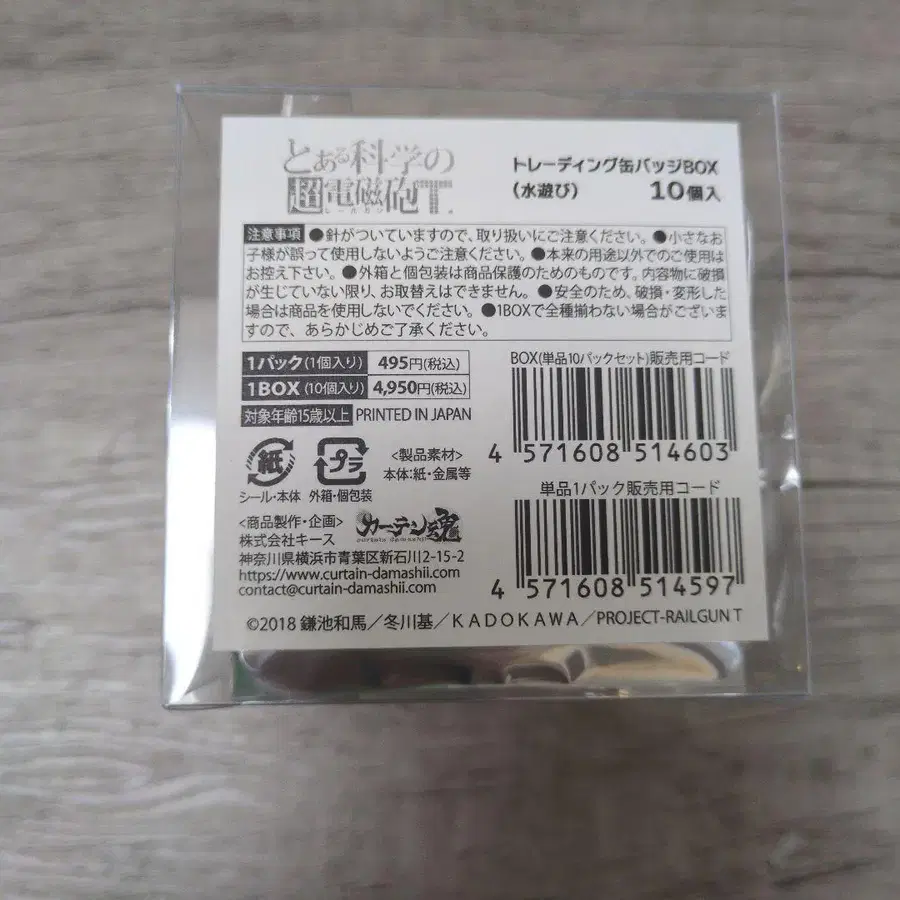 とある科学の
超電磁砲T
レールガン
トレーディング缶バッジBOX
(水遊び) 10個入
注意事項 ●針がついていますので、取り扱いにご注意ください。●小さなお
子様が誤って使用しないようご注意ください。●本来の用途以外でのご使用は
お控え下さい。●外箱と個包装は商品保護のためのものです。内容物に破損
が生じていない限り、お取替えはできません。●安全のため、破損・変形した
場合は商品を使用しないでください。●1BOXで全種揃わない場合がございま
すので、あらかじめご了承ください。
1パック(1個入り) 495円(税込)
1BOX(10個入り) 4,950円(税込)
対象年齢15歳以上 PRINTED IN JAPAN
BOX(単品10パックセット)販売用コード
4 571608 514603
紙 プラ
シール・本体 外箱・個包装
<製品素材>
本体:紙・金属等
単品1パック販売用コード
4 571608 514597
<商品製作・企画> カーテン魂
curtain damashii
株式会社キース
神奈川県横浜市青葉区新石川2-15-2
https://www.curtain-damashii.com
contact@curtain-damashii.com
©2018 鎌池和馬/冬川基/KADOKAWA/PROJECT-RAILGUN T